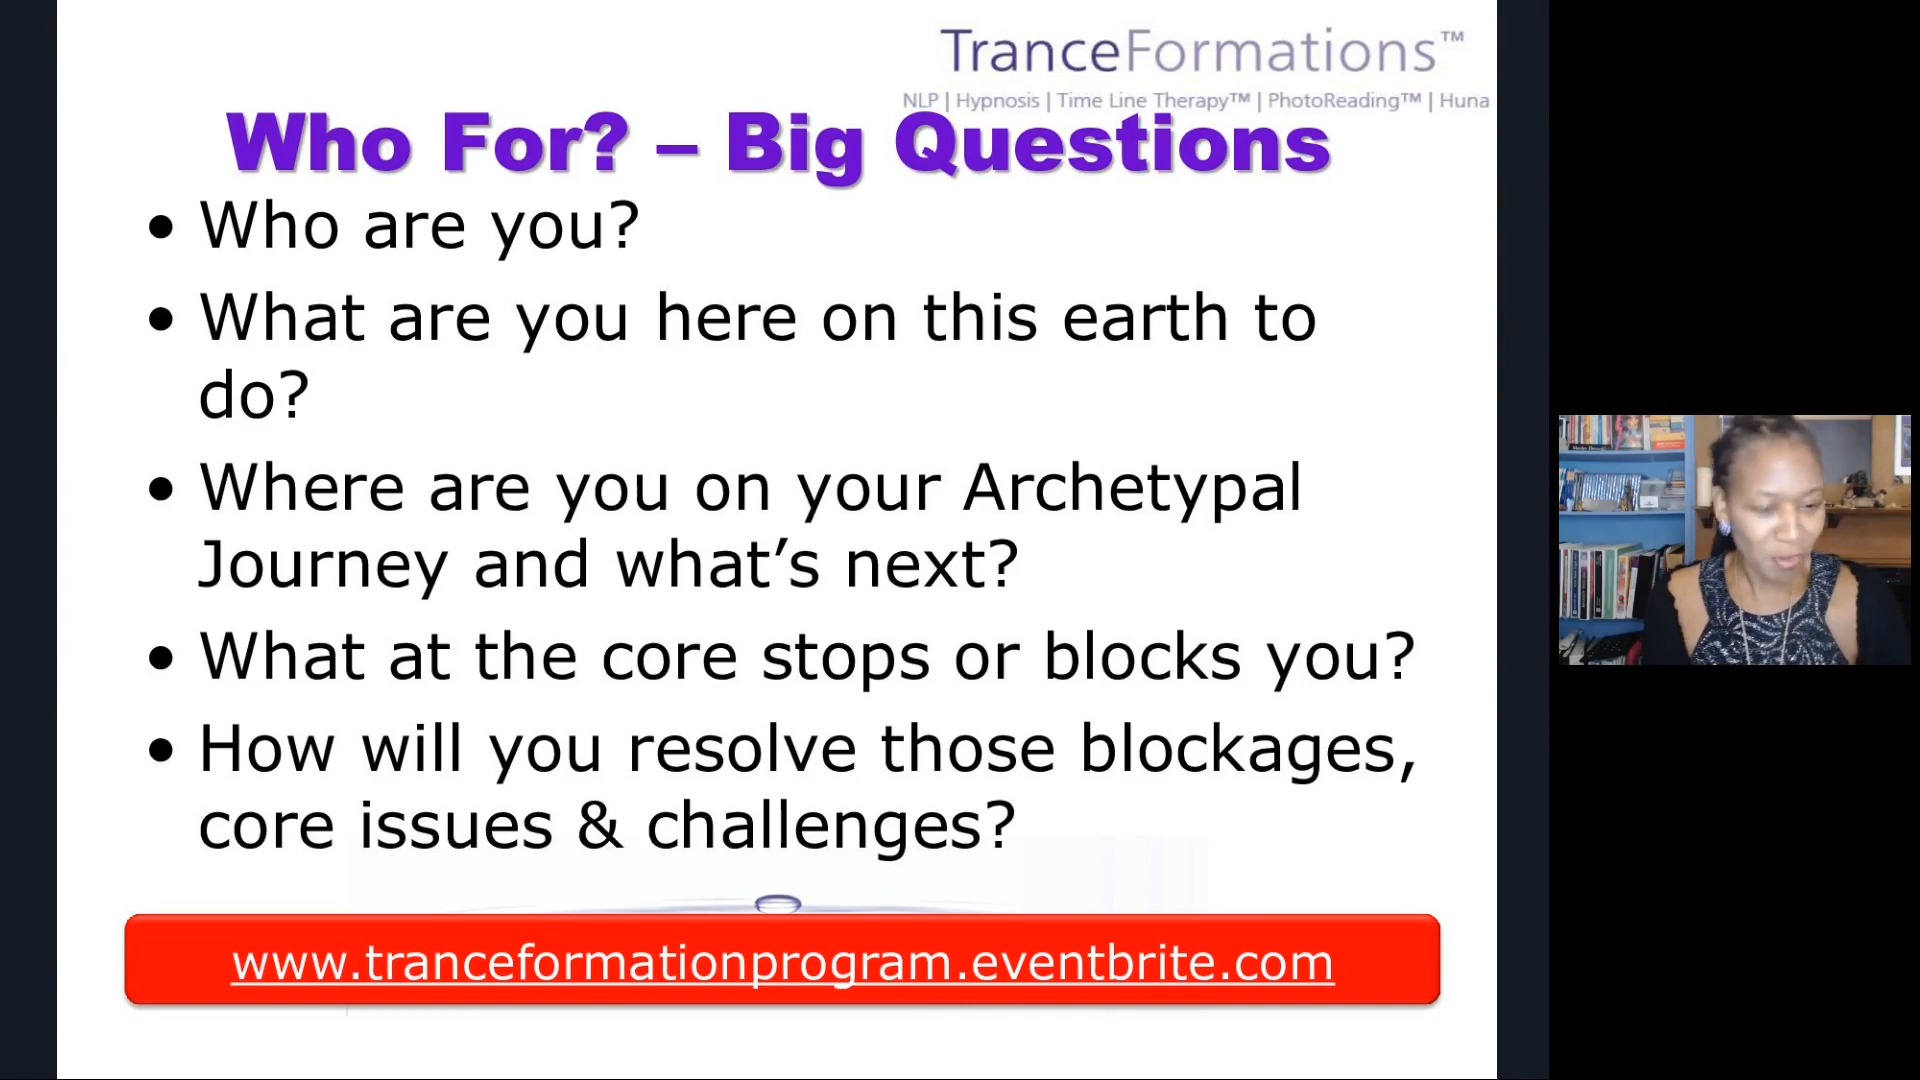 TranceFormations™
NLP | Hypnosis | Time Line Therapy™ | PhotoReading™ | Huna
Who For? – Big Questions
• Who are you?
• What are you here on this earth to
do?
• Where are you on your Archetypal
Journey and what’s next?
• What at the core stops or blocks you?
• How will you resolve those blockages,
core issues & challenges?
www.tranceformationprogram.eventbrite.com